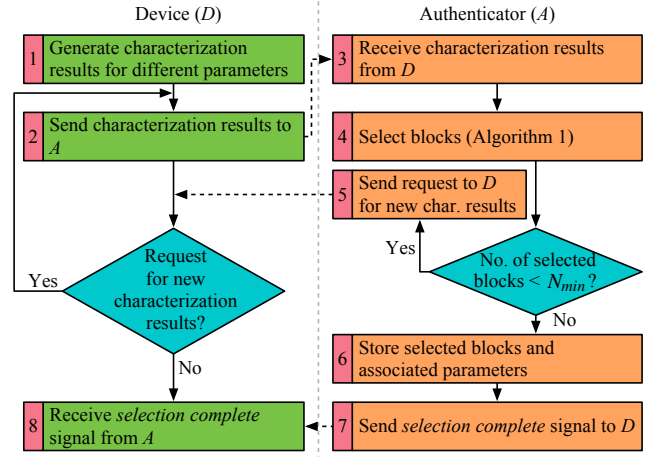 Device (D)
Authenticator (A)
1
Generate characterization
results for different parameters
3
Receive characterization results
from D
2
Send characterization results to
A
4
Select blocks (Algorithm 1)
5
Send request to D
for new char. results
Yes
Request
for new
characterization
results?
Yes
No. of selected
blocks < Nmin?
No
No
6
Store selected blocks and
associated parameters
8
Receive selection complete
signal from A
7
Send selection complete signal to D